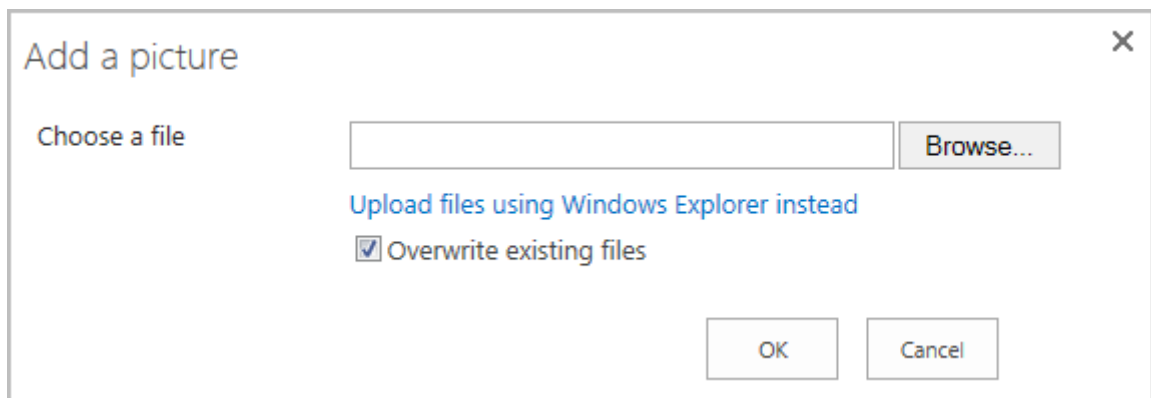 Add a picture
Choose a file
Browse...
Upload files using Windows Explorer instead
Overwrite existing files
OK
Cancel